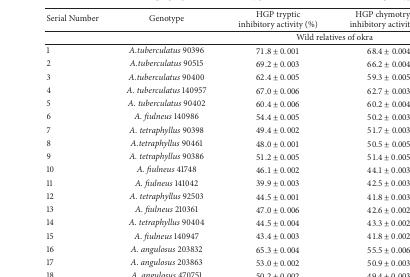 Serial Number Genotype HGP tryptic inhibitory activity (%) HGP chymotry inhibitory activit
Wild relatives of okra
1 A.tuberculatus 90396 71.8 ± 0.001 68.4 ± 0.004
2 A.tuberculatus 90515 69.2 ± 0.003 66.2 ± 0.004
3 A.tuberculatus 90400 62.4 ± 0.005 59.3 ± 0.005
4 A. tuberculatus 140957 67.0 ± 0.006 62.7 ± 0.003
5 A. tuberculatus 90402 60.4 ± 0.006 60.2 ± 0.004
6 A. fiulneus 140986 54.4 ± 0.005 50.2 ± 0.003
7 A. tetraphyllus 90398 49.4 ± 0.002 51.7 ± 0.003
8 A.tetraphyllus 90461 48.0 ± 0.001 50.5 ± 0.005
9 A. tetraphyllus 90386 51.2 ± 0.005 51.4 ± 0.005
10 A. fiulneus 41748 46.1 ± 0.002 44.1 ± 0.003
11 A. fiulneus 141042 39.9 ± 0.003 42.5 ± 0.003
12 A. tetraphyllus 92503 44.5 ± 0.001 41.8 ± 0.003
13 A. fiulneus 210361 47.0 ± 0.006 42.6 ± 0.002
14 A. tetraphyllus 90404 44.5 ± 0.004 43.3 ± 0.002
15 A. fiulneus 140947 43.4 ± 0.003 41.8 ± 0.002
16 A. angulosus 203832 65.3 ± 0.004 55.5 ± 0.006
17 A. angulosus 203863 53.0 ± 0.002 50.9 ± 0.003
18 A. angulosus 470751 50.2 ± 0.002 49.4 ± 0.009